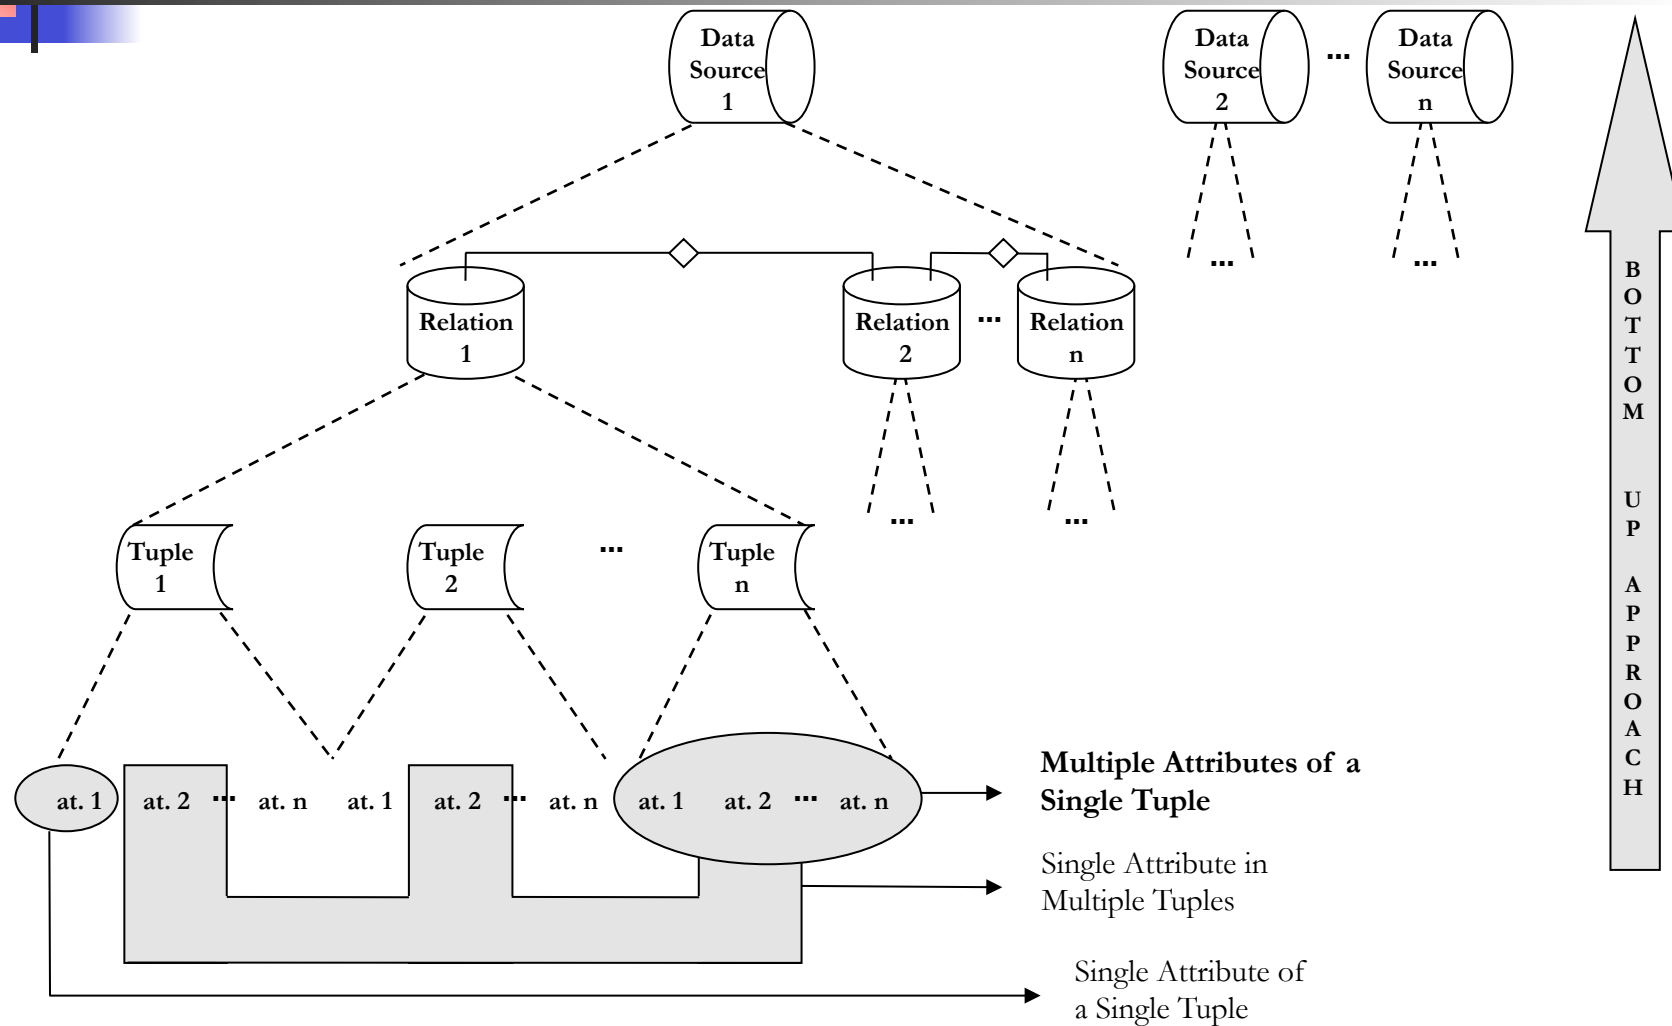 Data
Source
1
Data
Source
2
...
Data
Source
n
...
...
Relation
1
Relation
2
...
Relation
n
...
...
Tuple
1
Tuple
2
...
Tuple
n
at. 1 at. 2 ... at. n at. 1 at. 2 ... at. n at. 1 at. 2 ... at. n
Multiple Attributes of a
Single Tuple
Single Attribute in
Multiple Tuples
Single Attribute of
a Single Tuple
B
O
T
T
O
M
U
P
A
P
P
R
O
A
C
H